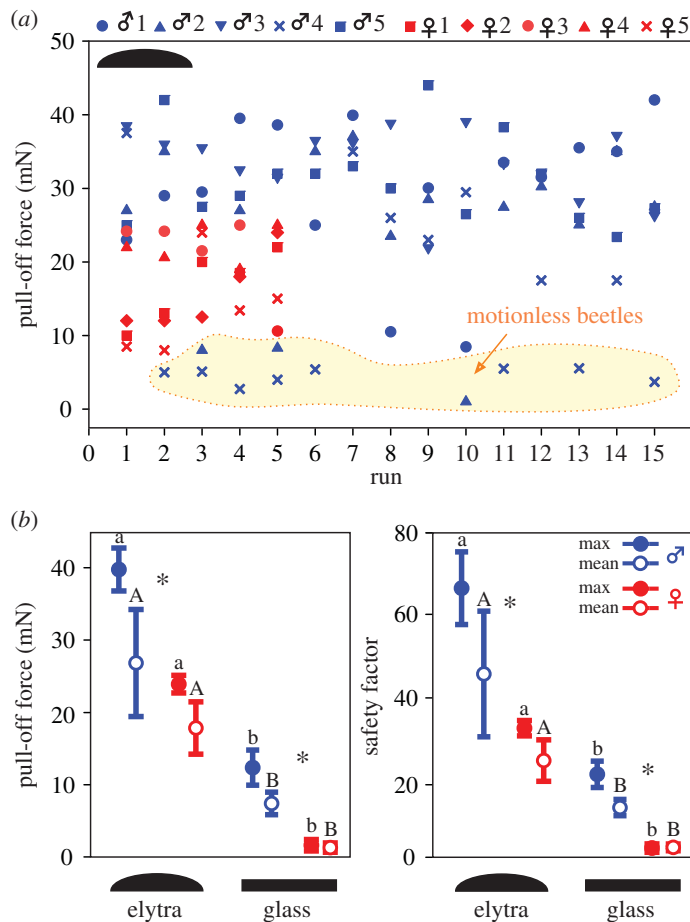 (a) ♂1 ♂2 ♂3 ♂4 ♂5 ♀1 ♀2 ♀3 ♀4 ♀5
50
40
30
20
10
0
pull-off force (mN)
motionless beetles
0 1 2 3 4 5 6 7 8 9 10 11 12 13 14 15
run
(b)
40
30
20
10
0
pull-off force (mN)
a
A
*
a
A
b
B
*
b B
elytra glass
80
60
40
20
0
safety factor
max
mean ♂
max
mean ♀
a
A
*
a
A
b
B
*
b B
elytra glass